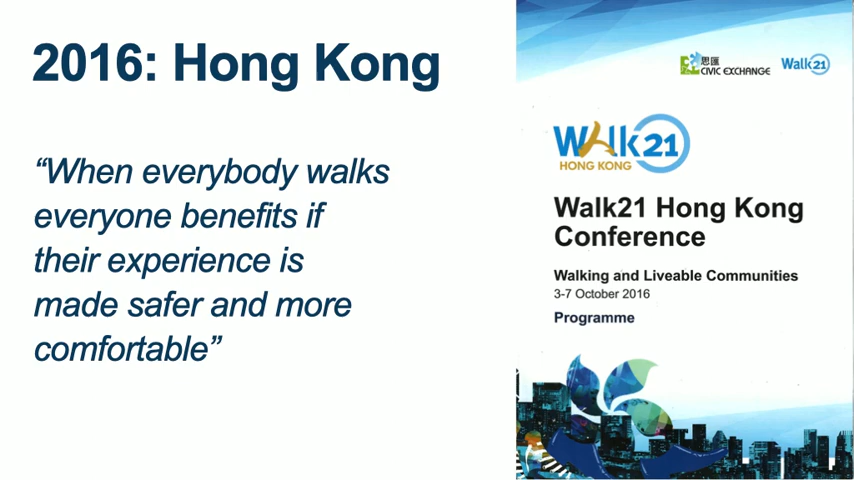 2016: Hong Kong
“When everybody walks
everyone benefits if
their experience is
made safer and more
comfortable”
思匯
CIVIC EXCHANGE
Walk21
Walk21
HONG KONG
Walk21 Hong Kong
Conference
Walking and Liveable Communities
3-7 October 2016
Programme